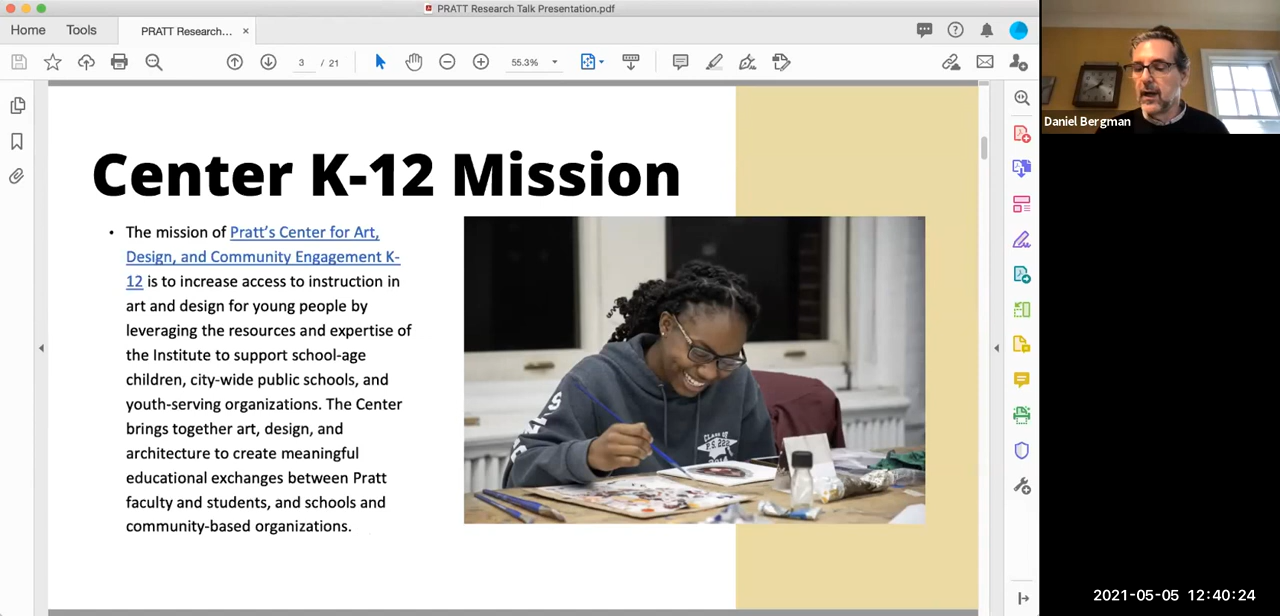 PRATT Research Talk Presentation.pdf
Home
Tools
PRATT Research...
3 / 21
55.3%
Center K-12 Mission
• The mission of Pratt's Center for Art,
Design, and Community Engagement K-
12 is to increase access to instruction in
art and design for young people by
leveraging the resources and expertise of
the Institute to support school-age
children, city-wide public schools, and
youth-serving organizations. The Center
brings together art, design, and
architecture to create meaningful
educational exchanges between Pratt
faculty and students, and schools and
community-based organizations.
CLASS OF
Daniel Bergman
2021-05-05 12:40:24